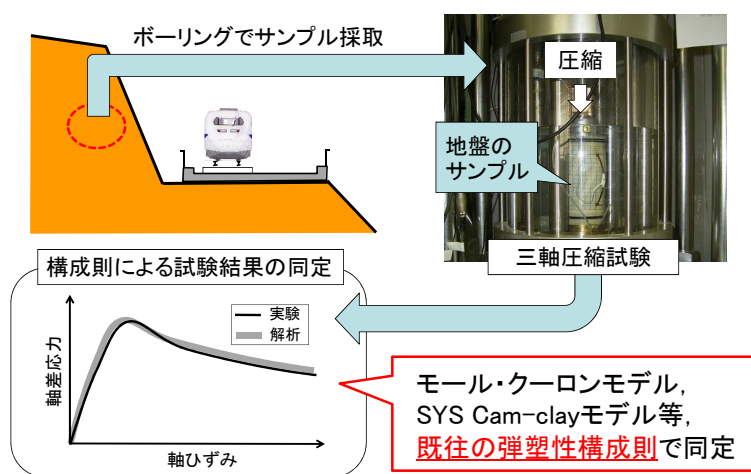 ボーリングでサンプル採取
圧縮
地盤の
サンプル
三軸圧縮試験
構成則による試験結果の同定
実験
解析
軸差応力
軸ひずみ
モール・クーロンモデル,
SYS Cam-clayモデル等,
既往の弾塑性構成則で同定